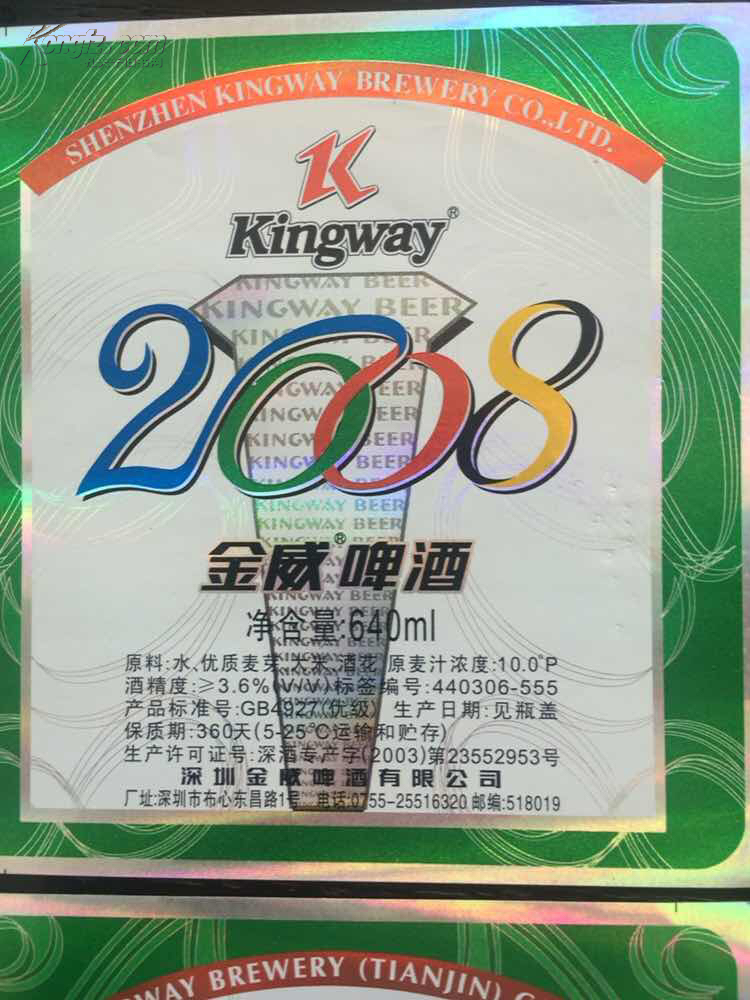 SHENZHEN KINGWAY BREWERY CO.,LTD.
K
Kingway®
KINGWAY BEER
KINGWAY BEER
2008
KINGWAY BEER
KINGWAY BEER
KINGWAY BEER
金威®啤酒
净含量:640ml
原料:水,优质麦芽,大米,酒花 原麦汁浓度:10.0°P
酒精度:≥3.6%(V/V)标签编号:440306-555
产品标准号:GB4927(优级) 生产日期:见瓶盖
保质期:360天(5-25℃运输和贮存)
生产许可证号:深酒专产字(2003)第23552953号
深圳金威啤酒有限公司
厂址:深圳市布心东昌路1号 电话:0755-25516320 邮编:518019
WAY BREWERY (TIANJIN) C